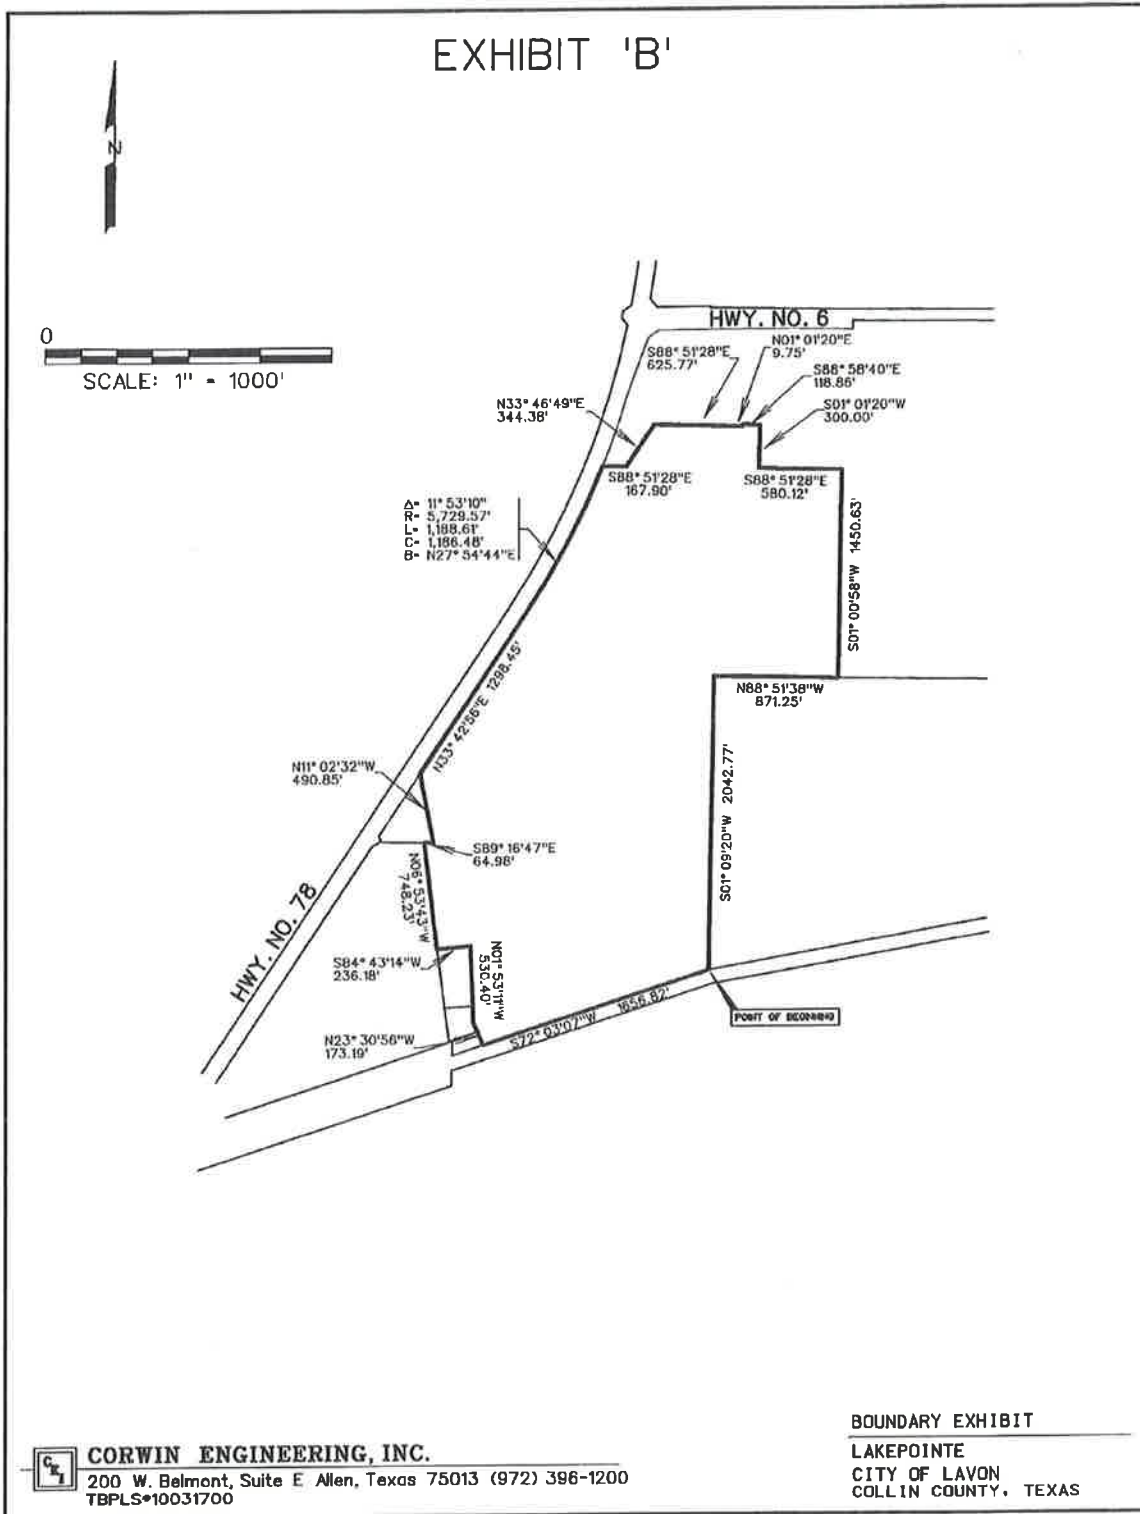 EXHIBIT 'B'
N
0
SCALE: 1" = 1000'
HWY. NO. 6
S88° 51'28"E
625.77'
N01° 01'20"E
9.75'
S88° 58'40"E
118.86'
S01° 01'20"W
300.00'
N33° 46'49"E
344.38'
S88° 51'28"E
167.90'
S88° 51'28"E
580.12'
Δ= 11° 53'10"
R= 5,729.57'
L= 1,188.61'
C= 1,186.48'
B= N27° 54'44"E
S01° 00'58"W 1450.63'
N33° 42'56"E 1298.45'
N88° 51'38"W
871.25'
N11° 02'32"W
490.85'
S01° 09'20"W 2042.77'
S89° 16'47"E
64.98'
N06° 53'43"W
748.23'
HWY. NO. 78
S84° 43'14"W
236.18'
N01° 53'11"W
530.40'
N23° 30'56"W
173.19'
S72° 03'07"W 1656.82'
POINT OF BEGINNING
BOUNDARY EXHIBIT
LAKEPOINTE
CITY OF LAVON
COLLIN COUNTY, TEXAS
CEI
CORWIN ENGINEERING, INC.
200 W. Belmont, Suite E Allen, Texas 75013 (972) 396-1200
TBPLS#10031700